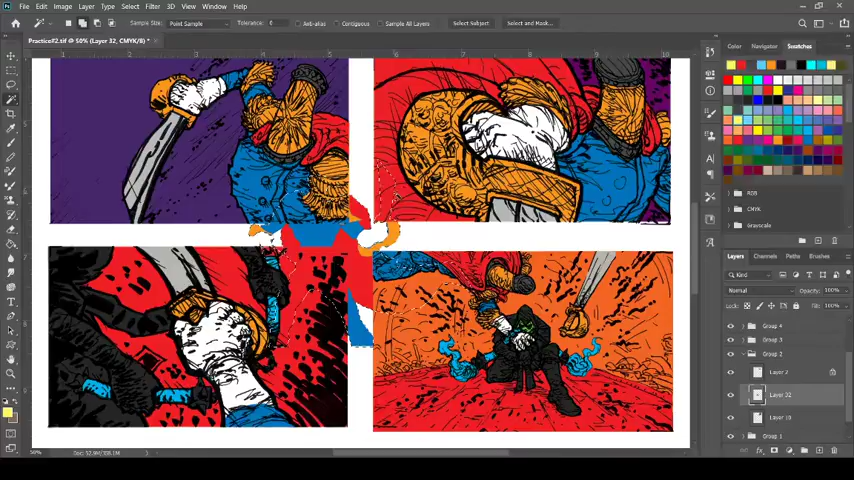 File Edit Image Layer Type Select Filter 3D View Window Help
Sample Size: Point Sample Tolerance: 0 Anti-alias Contiguous Sample All Layers Select Subject Select and Mask...
Practice#2.tif @ 50% (Layer 32, CMYK/8) *
Color Navigator Swatches
RGB
CMYK
Grayscale
Layers Channels Paths Brushes
Kind
Normal Opacity: 100%
Lock: Fill: 100%
Group 4
Group 3
Group 2
Layer 2
Layer 32
Layer 18
Group 1
50%